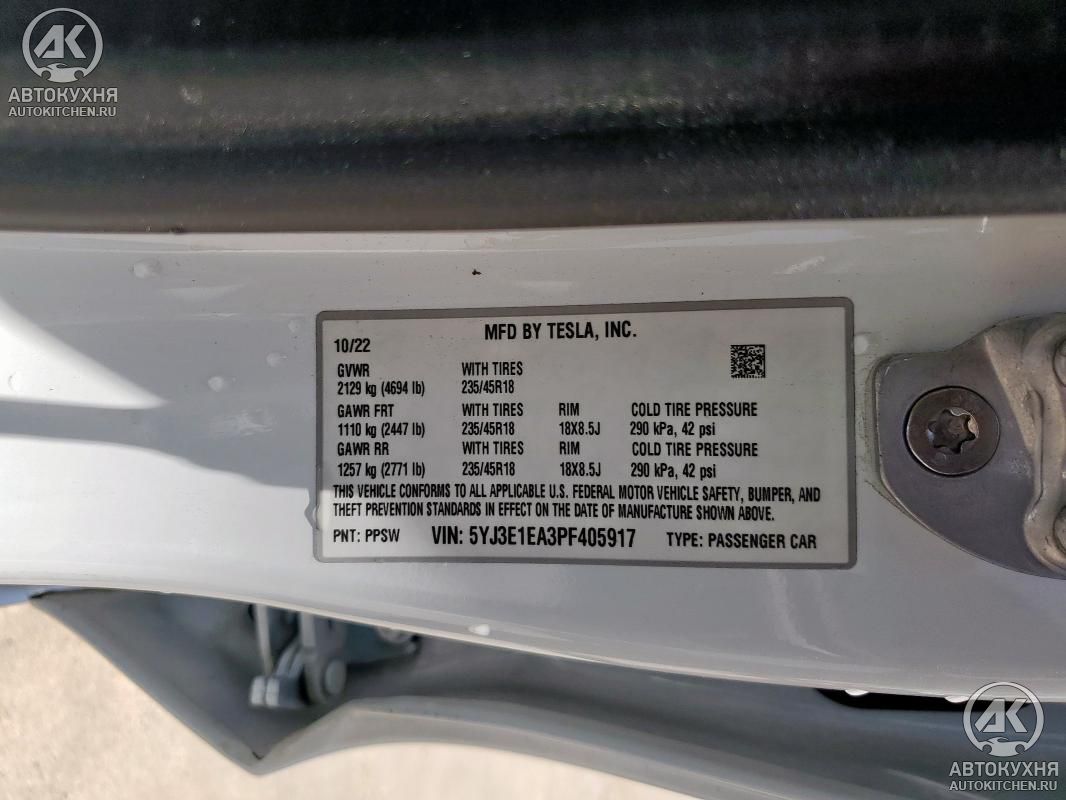 AK
АВТОКУХНЯ
AUTOKITCHEN.RU
MFD BY TESLA, INC.
10/22
GVWR WITH TIRES
2129 kg (4694 lb) 235/45R18
GAWR FRT WITH TIRES RIM COLD TIRE PRESSURE
1110 kg (2447 lb) 235/45R18 18X8.5J 290 kPa, 42 psi
GAWR RR WITH TIRES RIM COLD TIRE PRESSURE
1257 kg (2771 lb) 235/45R18 18X8.5J 290 kPa, 42 psi
THIS VEHICLE CONFORMS TO ALL APPLICABLE U.S. FEDERAL MOTOR VEHICLE SAFETY, BUMPER, AND
THEFT PREVENTION STANDARDS IN EFFECT ON THE DATE OF MANUFACTURE SHOWN ABOVE.
PNT: PPSW VIN: 5YJ3E1EA3PF405917 TYPE: PASSENGER CAR
AK
АВТОКУХНЯ
AUTOKITCHEN.RU